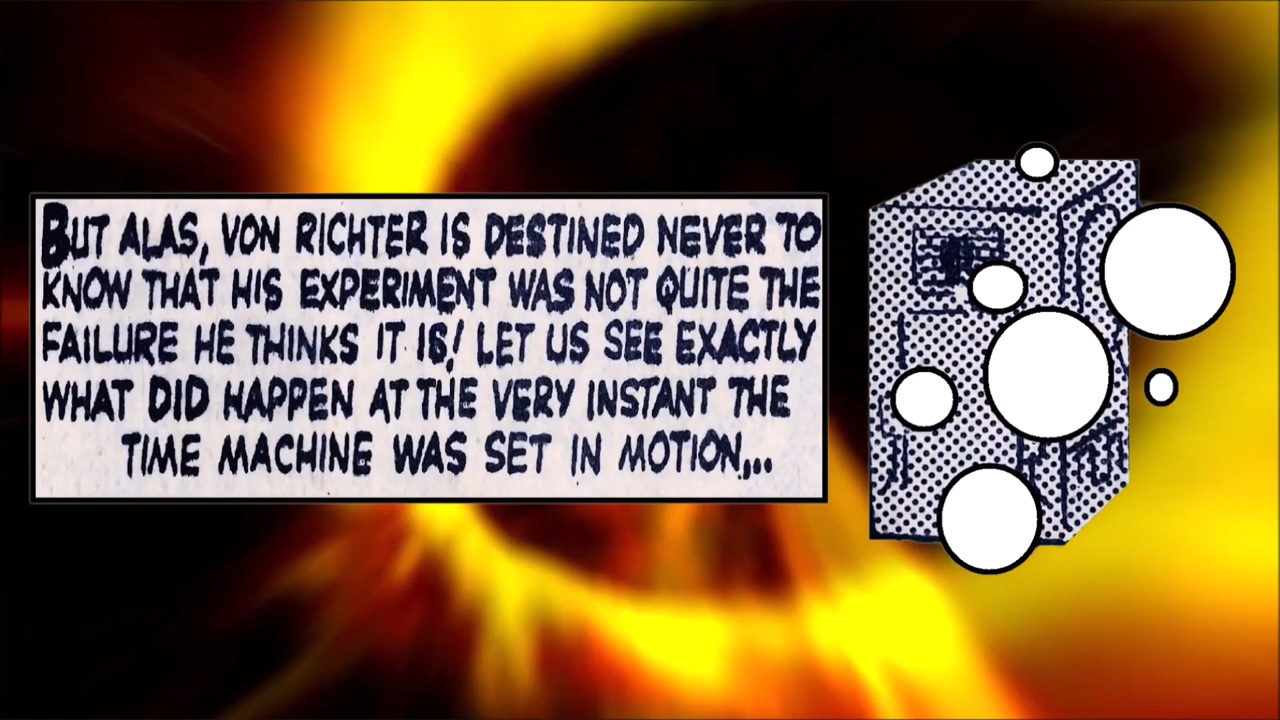 BUT ALAS, VON RICHTER IS DESTINED NEVER TO
KNOW THAT HIS EXPERIMENT WAS NOT QUITE THE
FAILURE HE THINKS IT IS! LET US SEE EXACTLY
WHAT DID HAPPEN AT THE VERY INSTANT THE
TIME MACHINE WAS SET IN MOTION,..